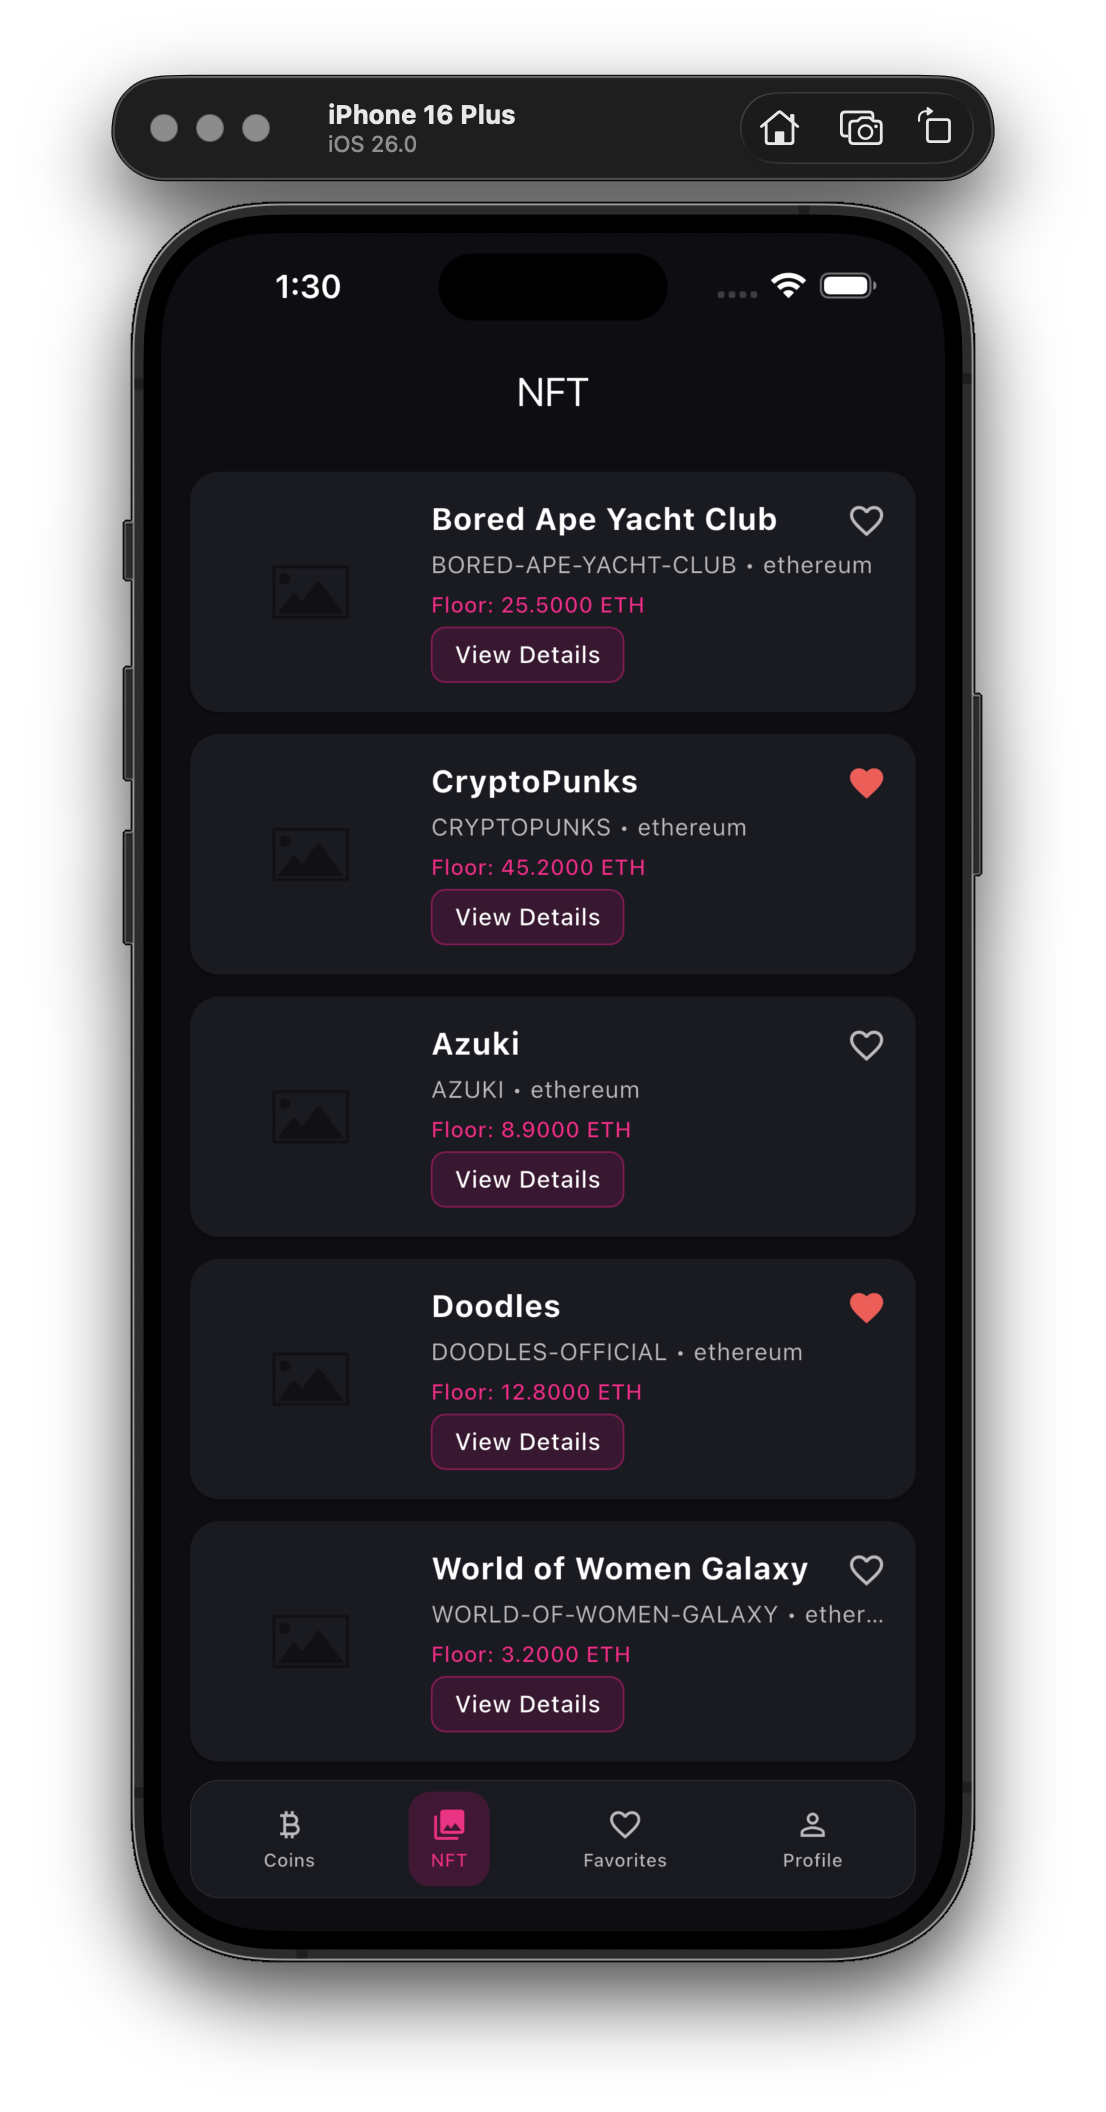 iPhone 16 Plus
iOS 26.0
1:30
NFT
Bored Ape Yacht Club
BORED-APE-YACHT-CLUB • ethereum
Floor: 25.5000 ETH
View Details
CryptoPunks
CRYPTOPUNKS • ethereum
Floor: 45.2000 ETH
View Details
Azuki
AZUKI • ethereum
Floor: 8.9000 ETH
View Details
Doodles
DOODLES-OFFICIAL • ethereum
Floor: 12.8000 ETH
View Details
World of Women Galaxy
WORLD-OF-WOMEN-GALAXY • ether...
Floor: 3.2000 ETH
View Details
Coins NFT Favorites Profile